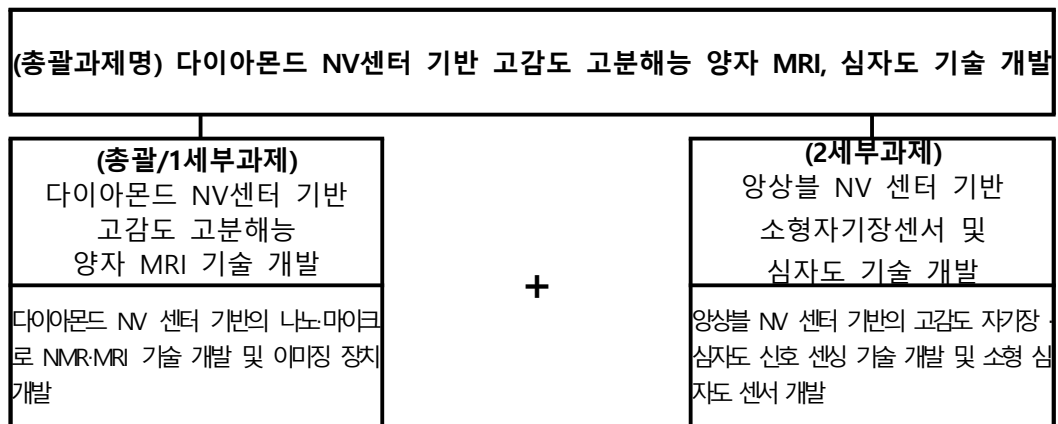 (총괄과제명) 다이아몬드 NV센터 기반 고감도 고분해능 양자 MRI, 심자도 기술 개발
(총괄/1세부과제)
다이아몬드 NV센터 기반
고감도 고분해능
양자 MRI 기술 개발
다이아몬드 NV 센터 기반의 나노·마이크
로 NMR·MRI 기술 개발 및 이미징 장치
개발
+
(2세부과제)
앙상블 NV 센터 기반
소형자기장센서 및
심자도 기술 개발
앙상블 NV 센터 기반의 고감도 자기장·
심자도 신호 센싱 기술 개발 및 소형 심
자도 센서 개발